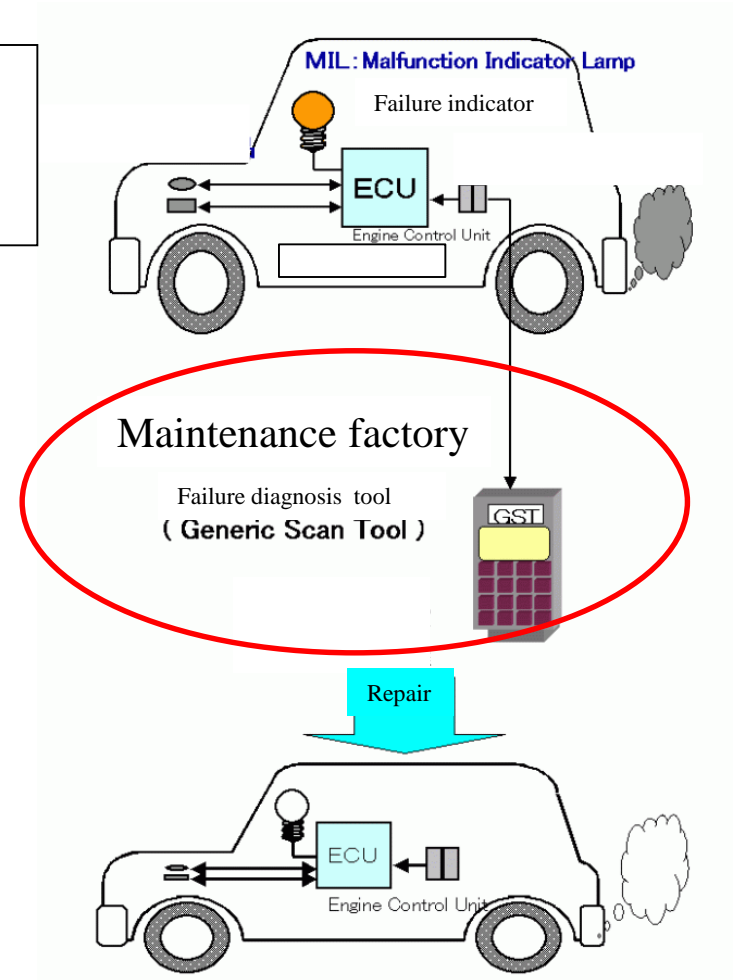 MIL:Malfunction Indicator Lamp
Failure indicator
ECU
Engine Control Unit
Maintenance factory
Failure diagnosis tool
( Generic Scan Tool )
GST
Repair
ECU
Engine Control Unit